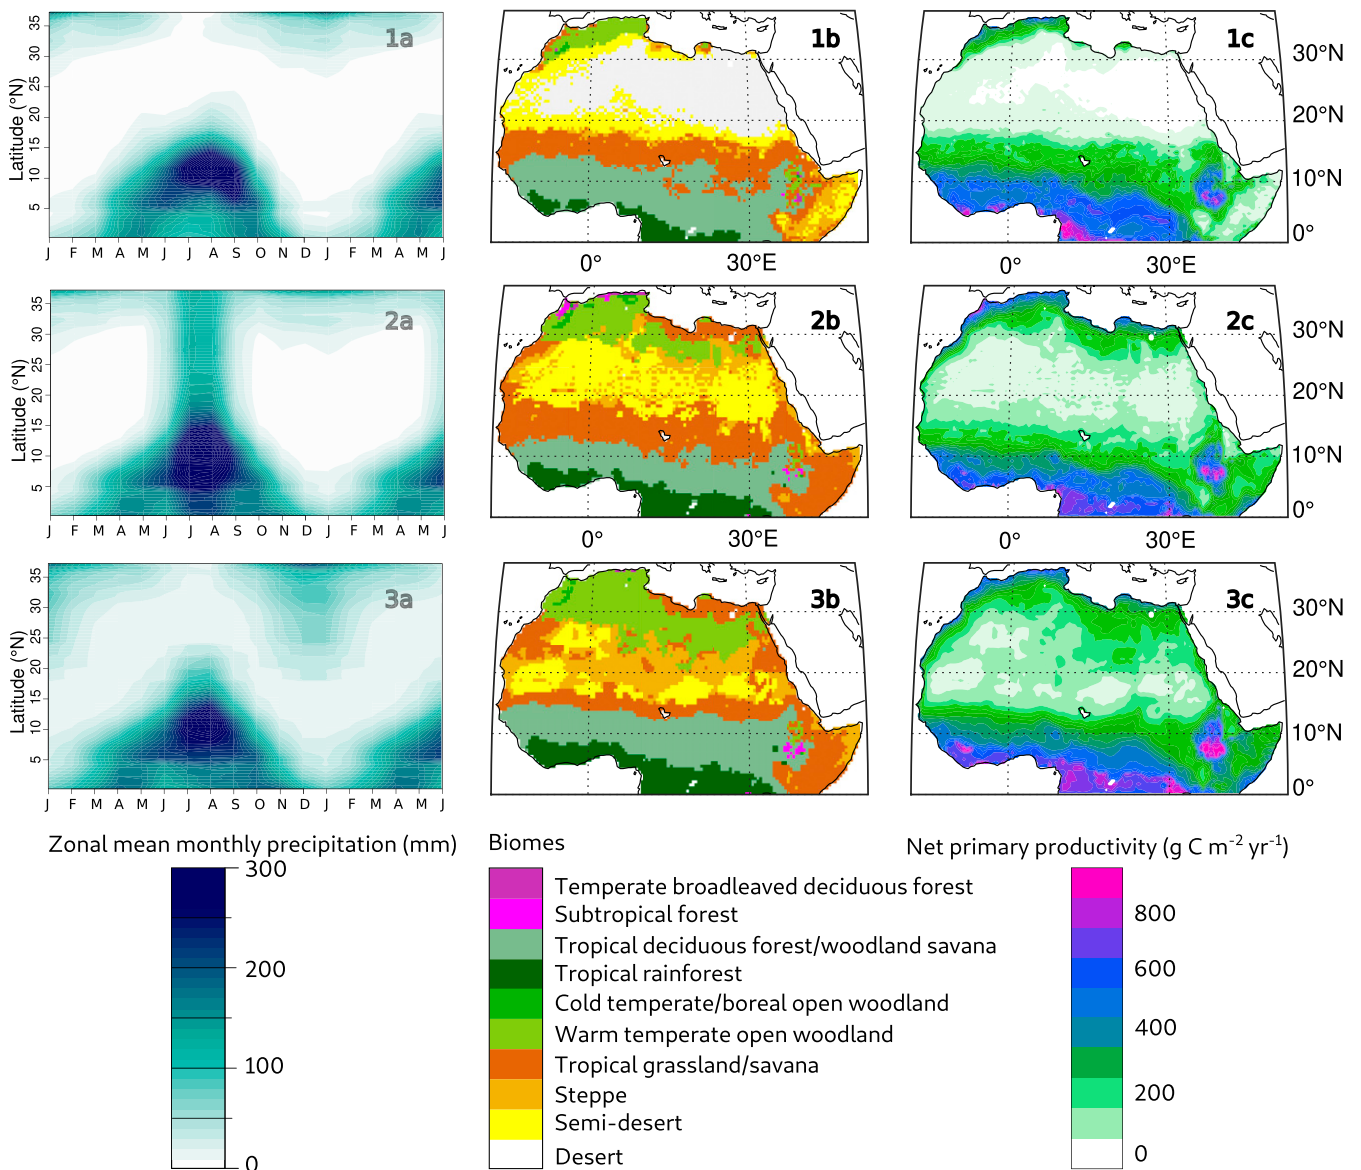 35
30
25
20
15
10
5
Latitude (°N)
1a
J F M A M J J A S O N D J F M A M J
1b
0° 30°E
1c
30°N
20°N
10°N
0°
0° 30°E
35
30
25
20
15
10
5
Latitude (°N)
2a
J F M A M J J A S O N D J F M A M J
2b
0° 30°E
2c
30°N
20°N
10°N
0°
0° 30°E
35
30
25
20
15
10
5
Latitude (°N)
3a
J F M A M J J A S O N D J F M A M J
3b
3c
30°N
20°N
10°N
0°
Zonal mean monthly precipitation (mm)
300
200
100
0
Biomes
Temperate broadleaved deciduous forest
Subtropical forest
Tropical deciduous forest/woodland savana
Tropical rainforest
Cold temperate/boreal open woodland
Warm temperate open woodland
Tropical grassland/savana
Steppe
Semi-desert
Desert
Net primary productivity (g C m⁻² yr⁻¹)
800
600
400
200
0